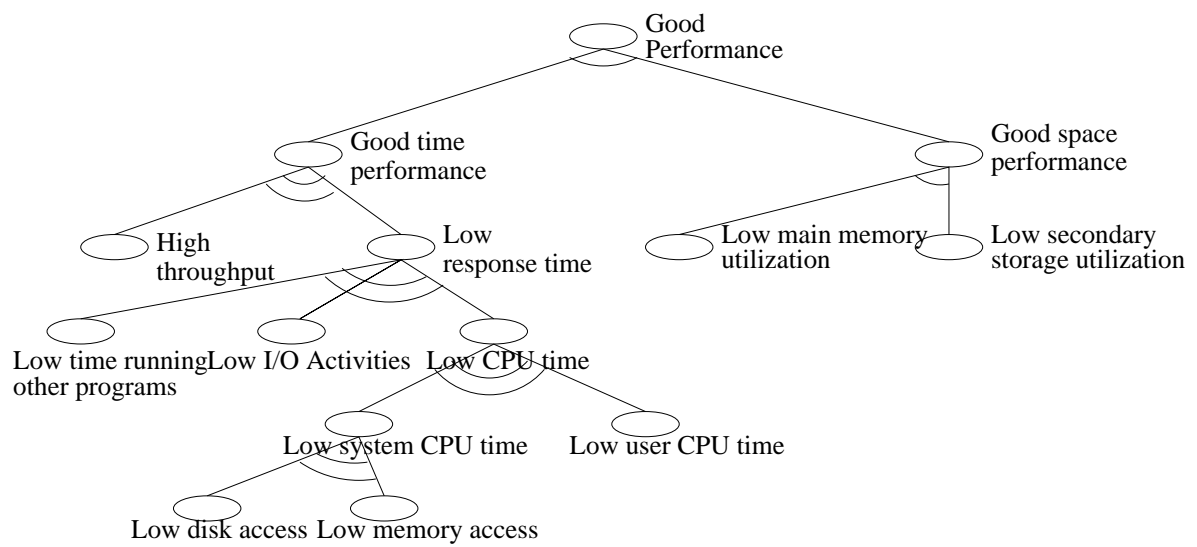 Good
Performance
Good time
performance
Good space
performance
High
throughput
Low
response time
Low main memory
utilization
Low secondary
storage utilization
Low time running
other programs
Low I/O Activities
Low CPU time
Low system CPU time
Low user CPU time
Low disk access
Low memory access